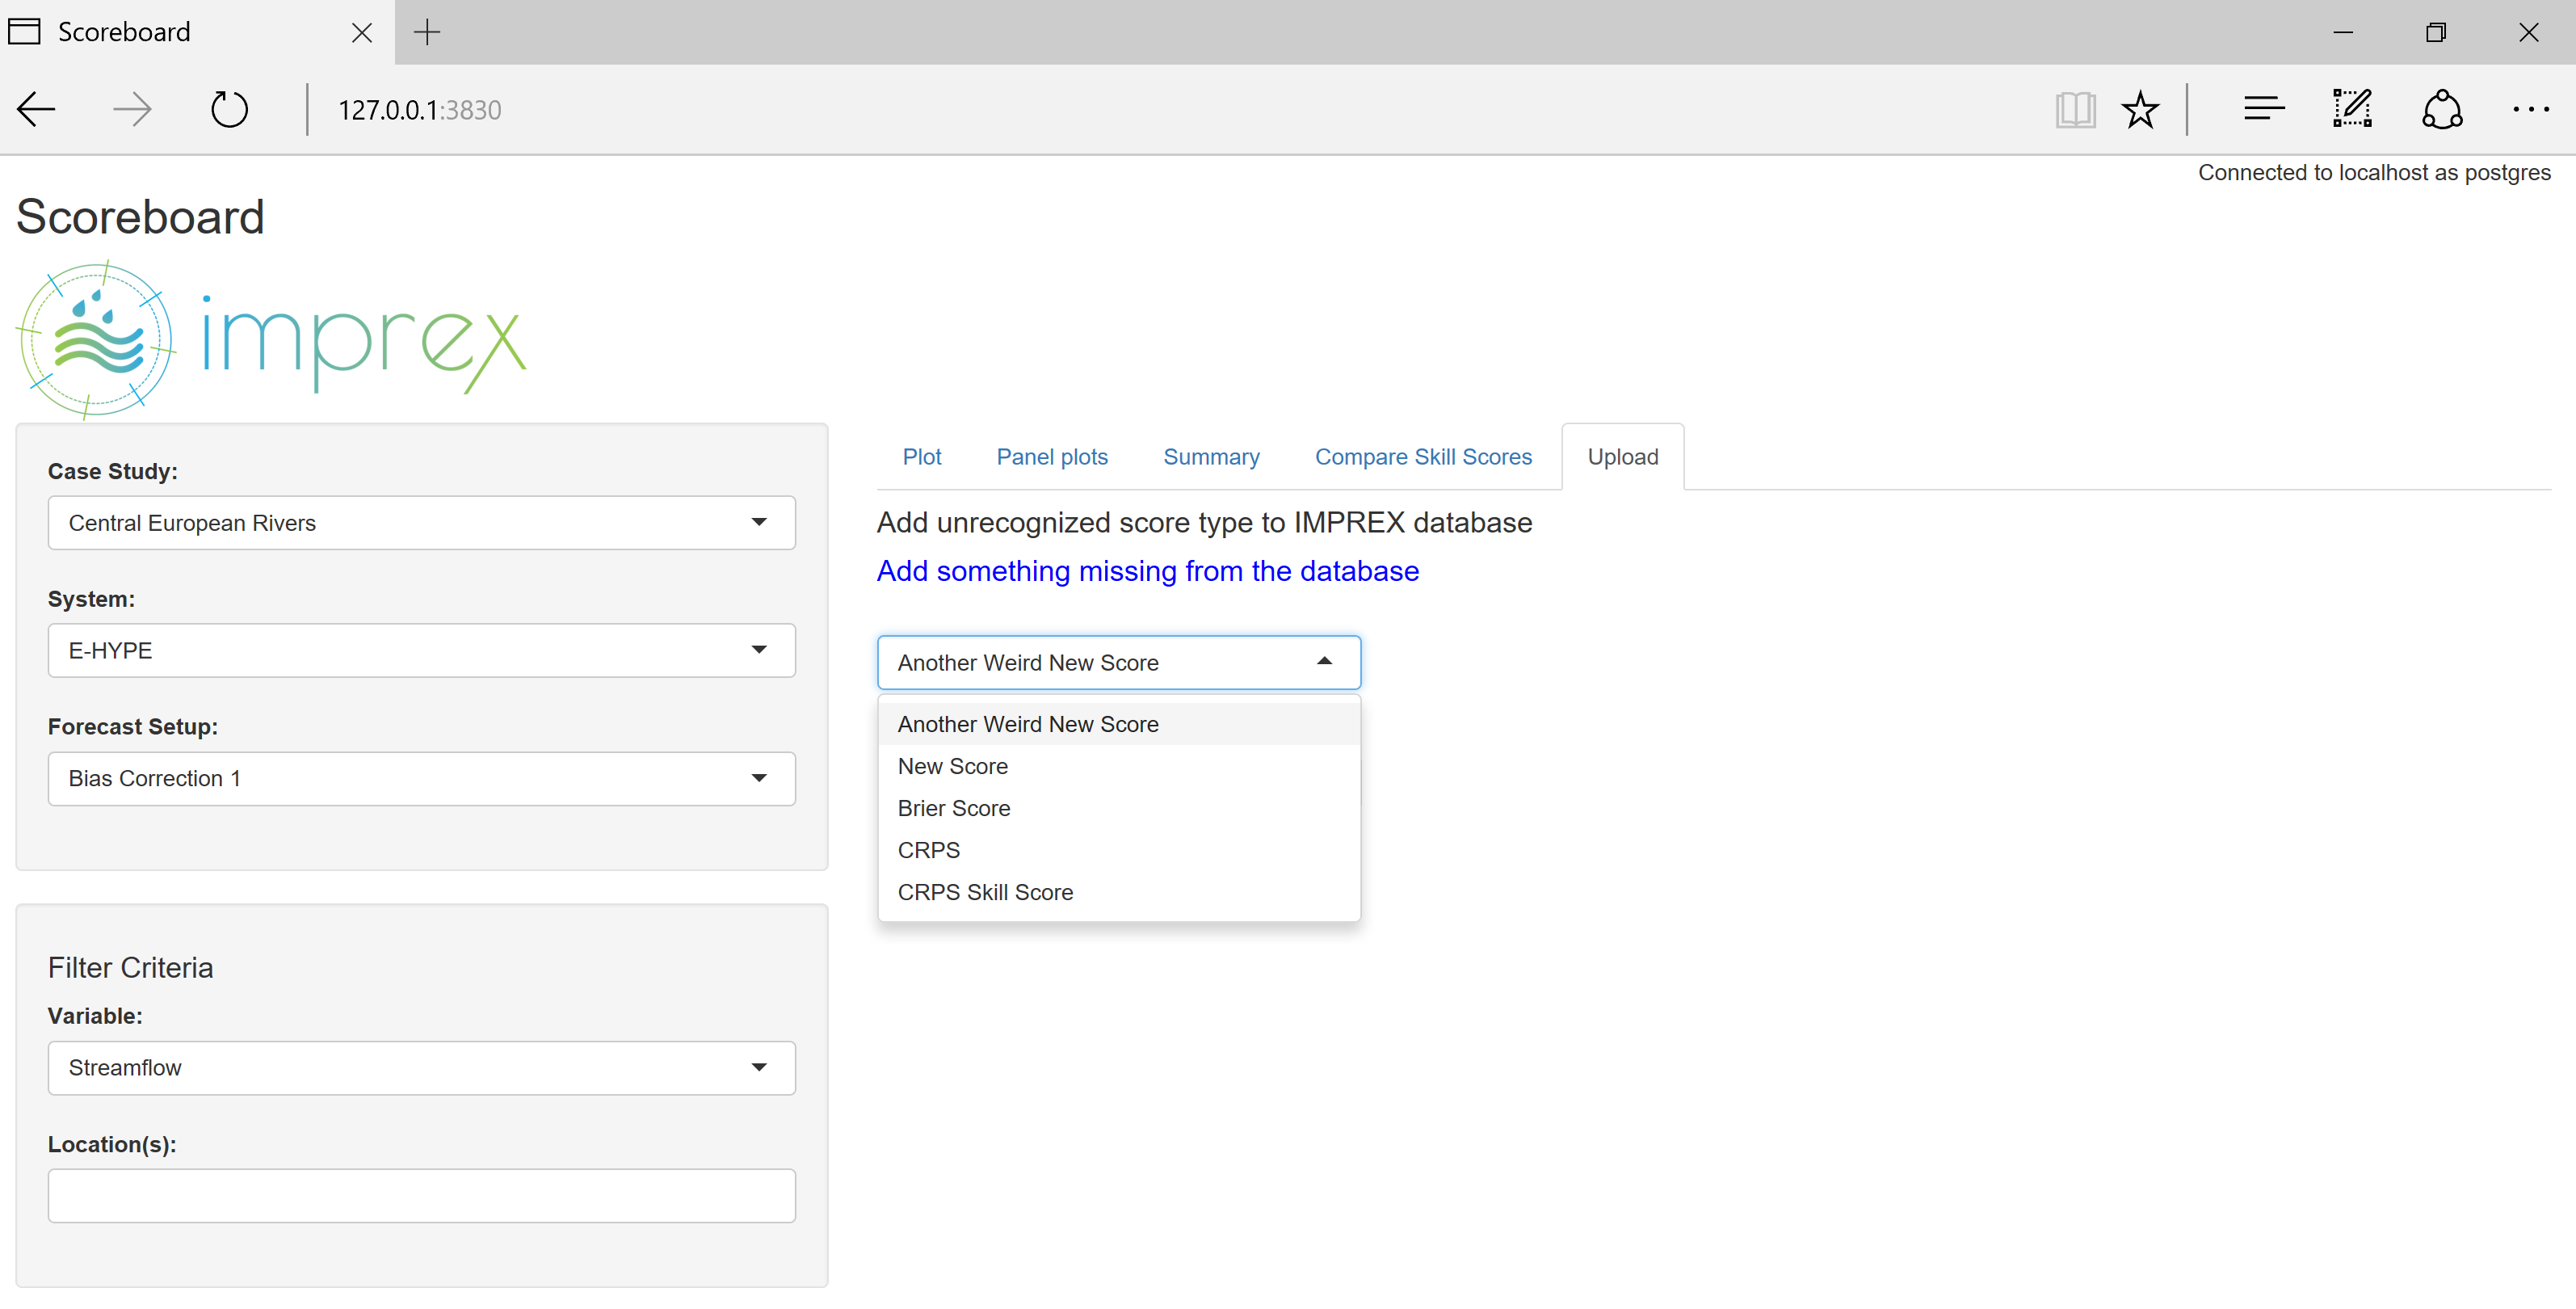 Scoreboard
127.0.0.1:3830
Connected to localhost as postgres
Scoreboard
imprex
Case Study:
Central European Rivers
System:
E-HYPE
Forecast Setup:
Bias Correction 1
Filter Criteria
Variable:
Streamflow
Location(s):
Plot Panel plots Summary Compare Skill Scores Upload
Add unrecognized score type to IMPREX database
Add something missing from the database
Another Weird New Score
Another Weird New Score
New Score
Brier Score
CRPS
CRPS Skill Score